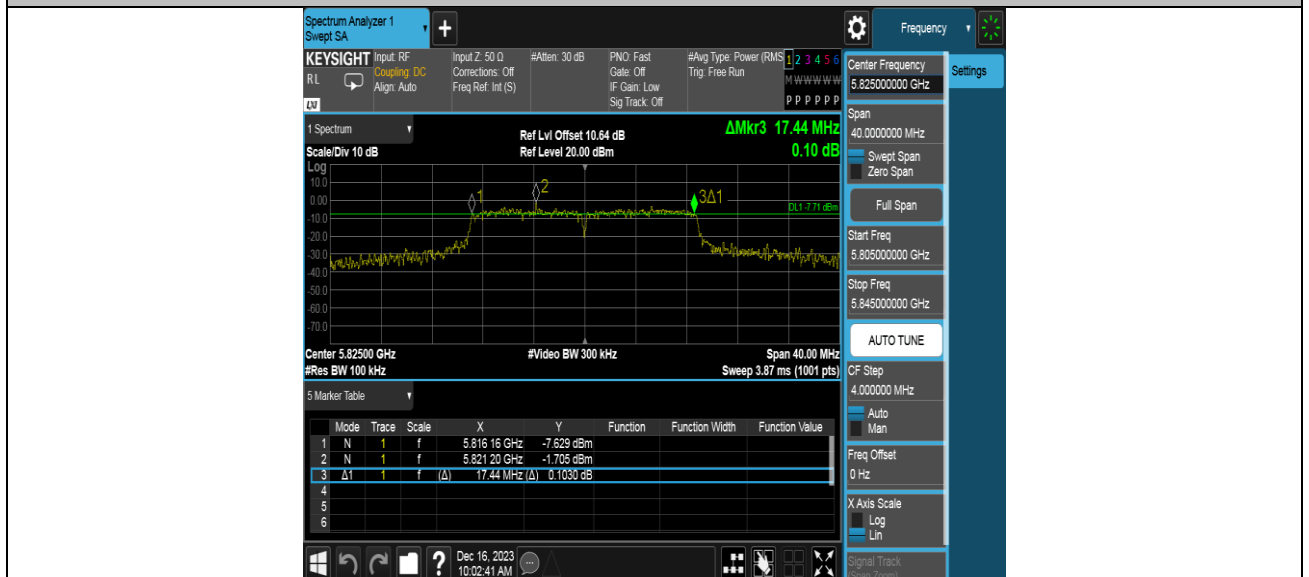 Spectrum Analyzer 1
Swept SA
+
Frequency
KEYSIGHT
RL
LXI
Input: RF
Coupling: DC
Align: Auto
Input Z: 50 Ω
Corrections: Off
Freq Ref: Int (S)
#Atten: 30 dB
PNO: Fast
Gate: Off
IF Gain: Low
Sig Track: Off
#Avg Type: Power (RMS
Trig: Free Run
1 2 3 4 5 6
M W W W W W
P P P P P P
Center Frequency
5.825000000 GHz
Settings
Span
40.0000000 MHz
Swept Span
Zero Span
Full Span
Start Freq
5.805000000 GHz
Stop Freq
5.845000000 GHz
AUTO TUNE
CF Step
4.000000 MHz
Auto
Man
Freq Offset
0 Hz
X Axis Scale
Log
Lin
Signal Track
(Span Zoom)
1 Spectrum
Scale/Div 10 dB
Ref Lvl Offset 10.64 dB
Ref Level 20.00 dBm
ΔMkr3 17.44 MHz
0.10 dB
Log
10.0
0.00
-10.0
-20.0
-30.0
-40.0
-50.0
-60.0
-70.0
1
2
3Δ1
DL1 -7.71 dBm
Center 5.82500 GHz
#Video BW 300 kHz
Span 40.00 MHz
#Res BW 100 kHz
Sweep 3.87 ms (1001 pts)
5 Marker Table
Mode Trace Scale X Y Function Function Width Function Value
1 N 1 f 5.816 16 GHz -7.629 dBm
2 N 1 f 5.821 20 GHz -1.705 dBm
3 Δ1 1 f (Δ) 17.44 MHz (Δ) 0.1030 dB
4
5
6
?
Dec 16, 2023
10:02:41 AM